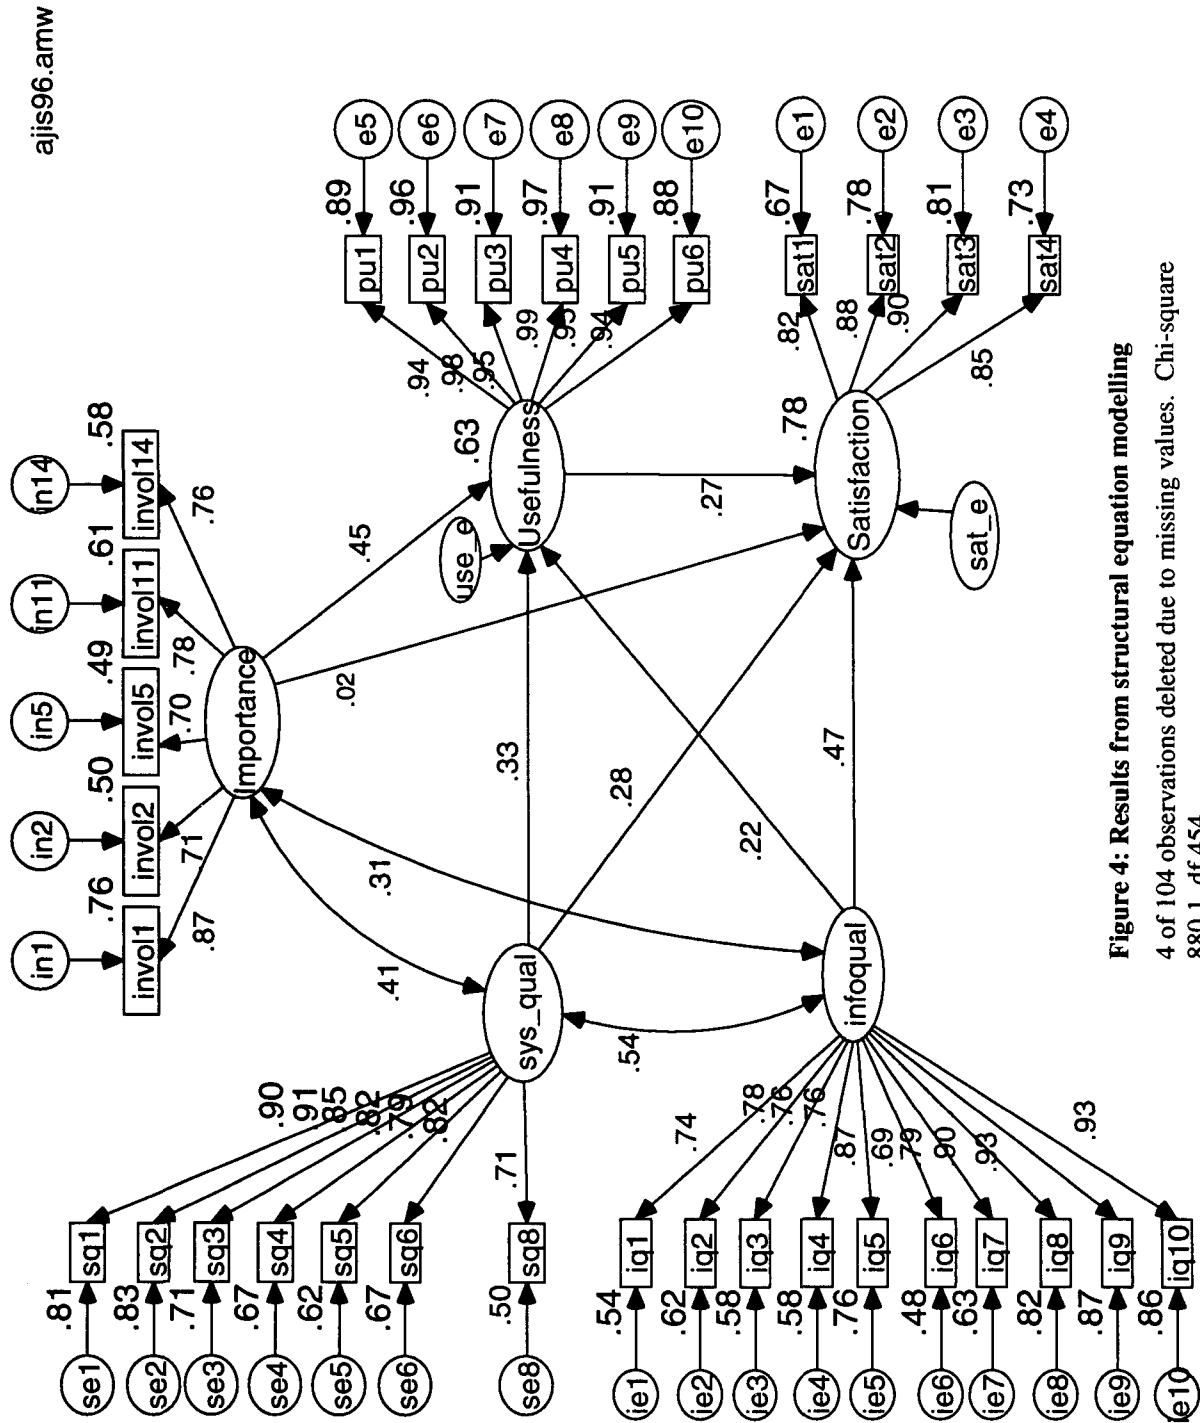 ajis96.amw
in1
in2
in5
in11
in14
.76
.50
.49
.61
.58
invol1
invol2
invol5
invol11
invol14
.87
.71
.70
.78
.76
Importance
.41
.31
.02
.45
se1
.81
sq1
.90
se2
.83
sq2
.91
se3
.71
sq3
.85
se4
.67
sq4
.82
se5
.62
sq5
.79
se6
.67
sq6
.82
se8
.50
sq8
.71
sys_qual
.54
.33
.28
use_e
Usefulness
.63
.94
pu1
.89
e5
.98
pu2
.96
e6
.95
pu3
.91
e7
.99
pu4
.97
e8
.95
pu5
.91
e9
.94
pu6
.88
e10
.27
ie1
.54
iq1
.74
ie2
.62
iq2
.78
ie3
.58
iq3
.76
ie4
.58
iq4
.76
ie5
.76
iq5
.87
ie6
.48
iq6
.69
ie7
.63
iq7
.79
ie8
.82
iq8
.90
ie9
.87
iq9
.93
ie10
.86
iq10
.93
infoqual
.22
.47
sat_e
Satisfaction
.78
.82
sat1
.67
e1
.88
sat2
.78
e2
.90
sat3
.81
e3
.85
sat4
.73
e4
Figure 4: Results from structural equation modelling
4 of 104 observations deleted due to missing values. Chi-square
880.1, df 454